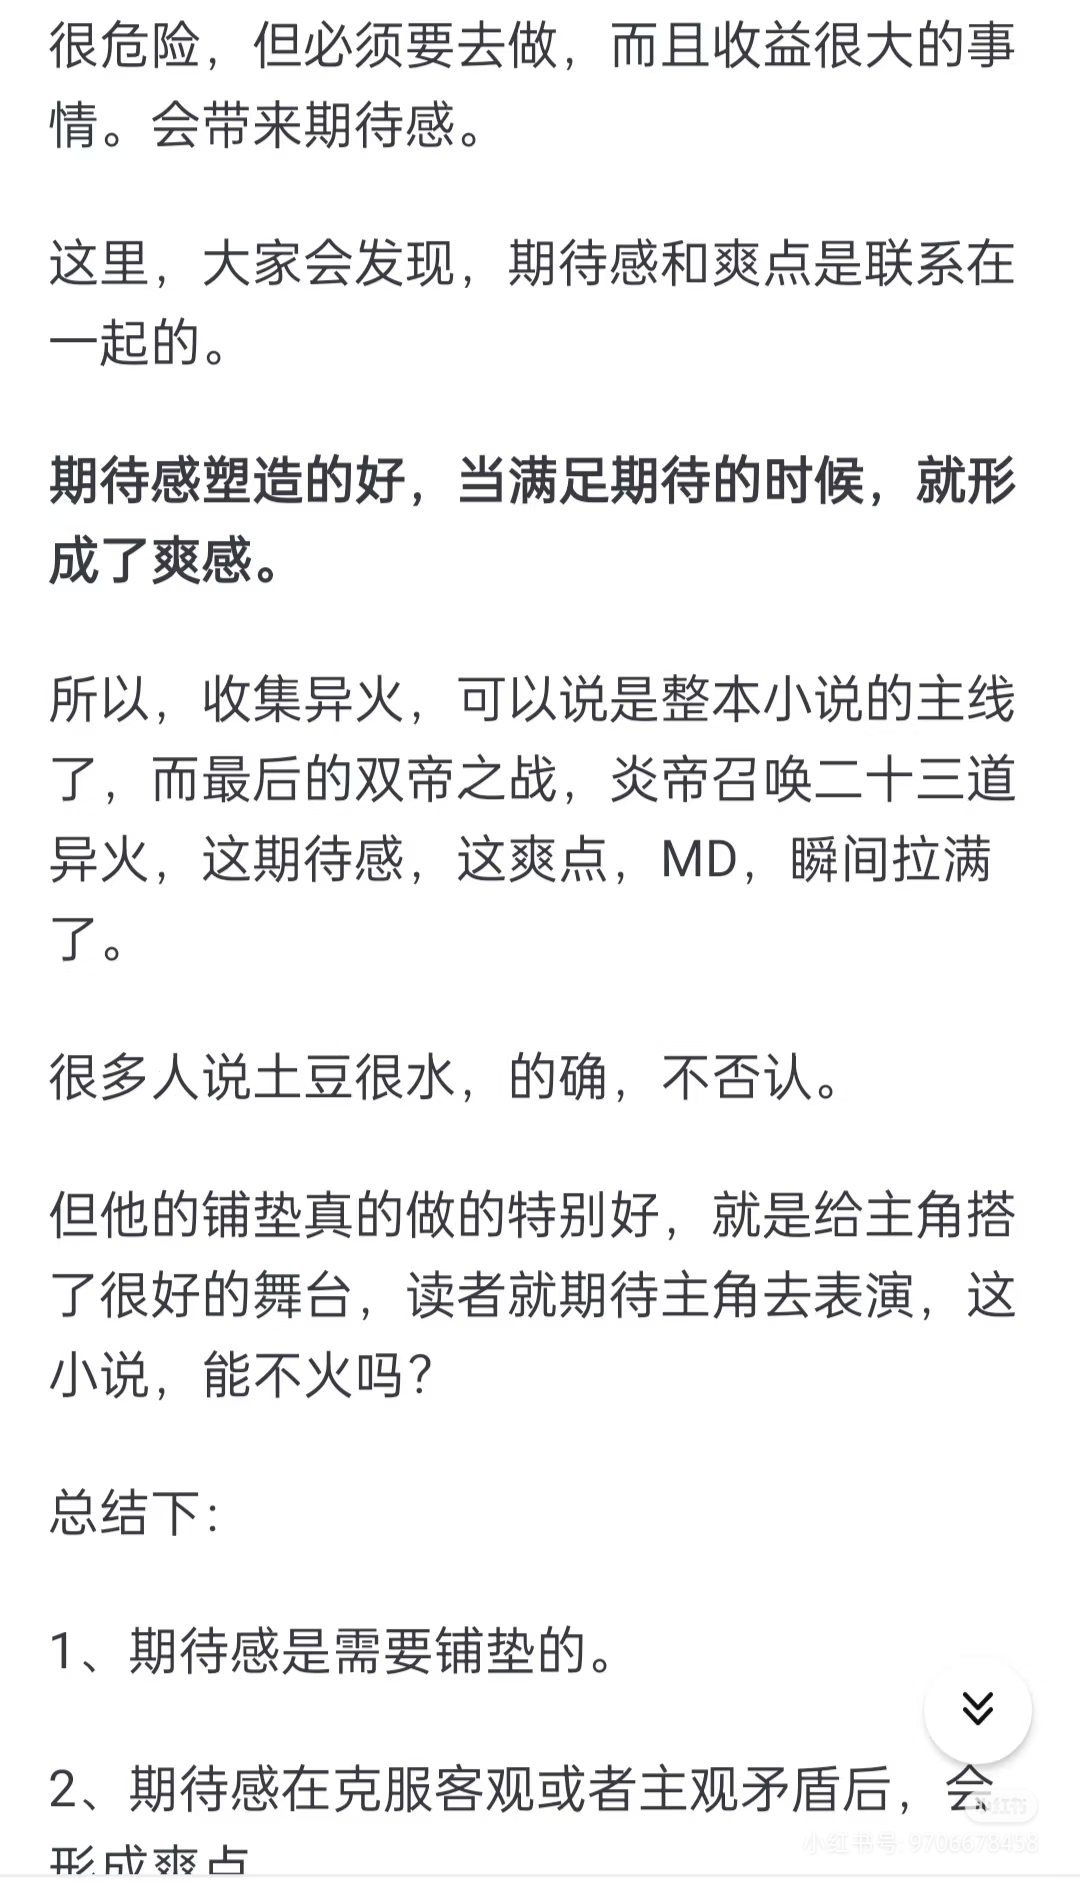 很危险，但必须要去做，而且收益很大的事
情。会带来期待感。
这里，大家会发现，期待感和爽点是联系在
一起的。
期待感塑造的好，当满足期待的时候，就形
成了爽感。
所以，收集异火，可以说是整本小说的主线
了，而最后的双帝之战，炎帝召唤二十三道
异火，这期待感，这爽点，MD，瞬间拉满
了。
很多人说土豆很水，的确，不否认。
但他的铺垫真的做的特别好，就是给主角搭
了很好的舞台，读者就期待主角去表演，这
小说，能不火吗？
总结下：
1、期待感是需要铺垫的。
2、期待感在克服客观或者主观矛盾后，会
形成爽点
小红书号: 9706678458